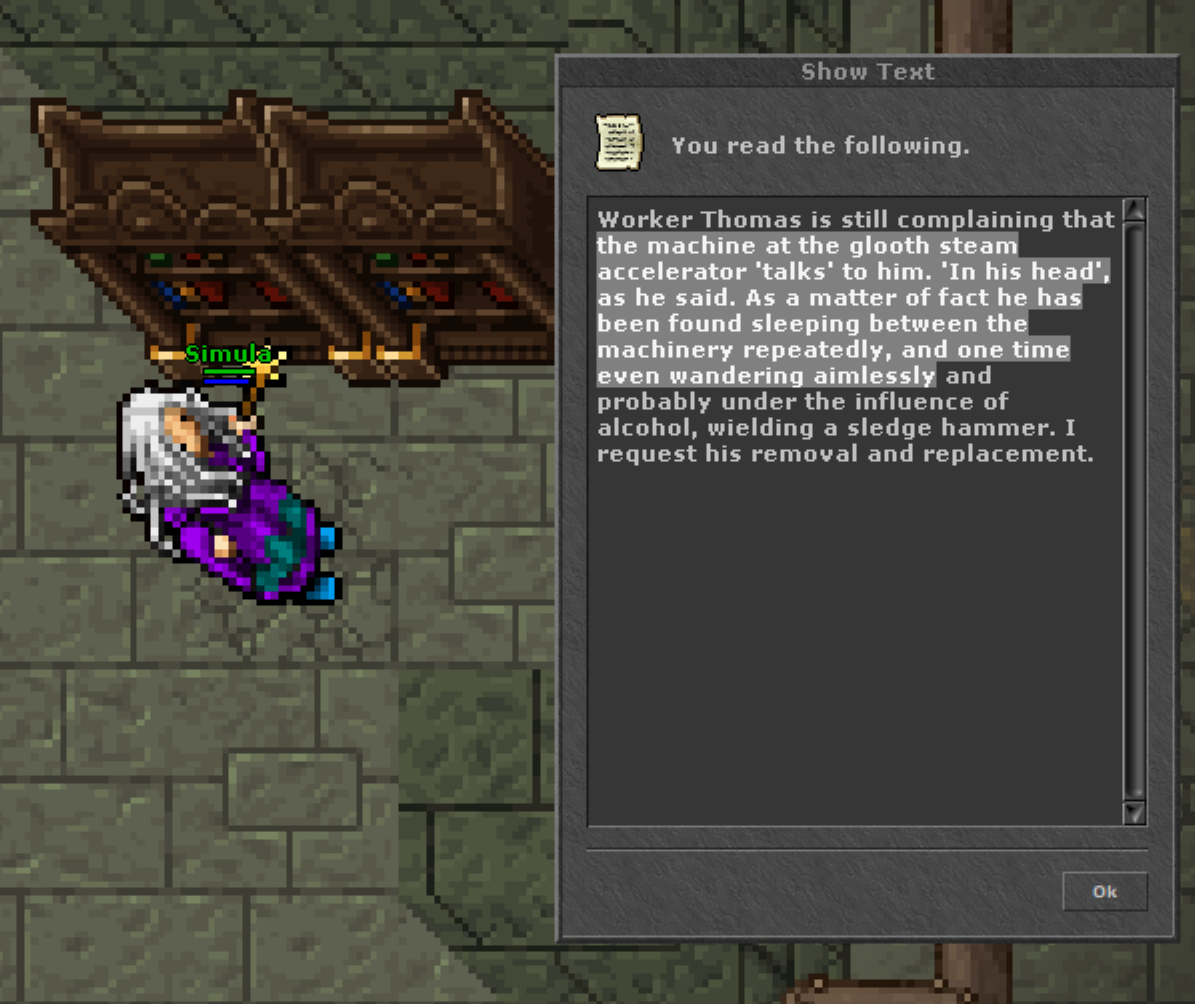 Show Text
You read the following.
Worker Thomas is still complaining that
the machine at the glooth steam
accelerator 'talks' to him. 'In his head',
as he said. As a matter of fact he has
been found sleeping between the
machinery repeatedly, and one time
even wandering aimlessly and
probably under the influence of
alcohol, wielding a sledge hammer. I
request his removal and replacement.
Simula
Ok